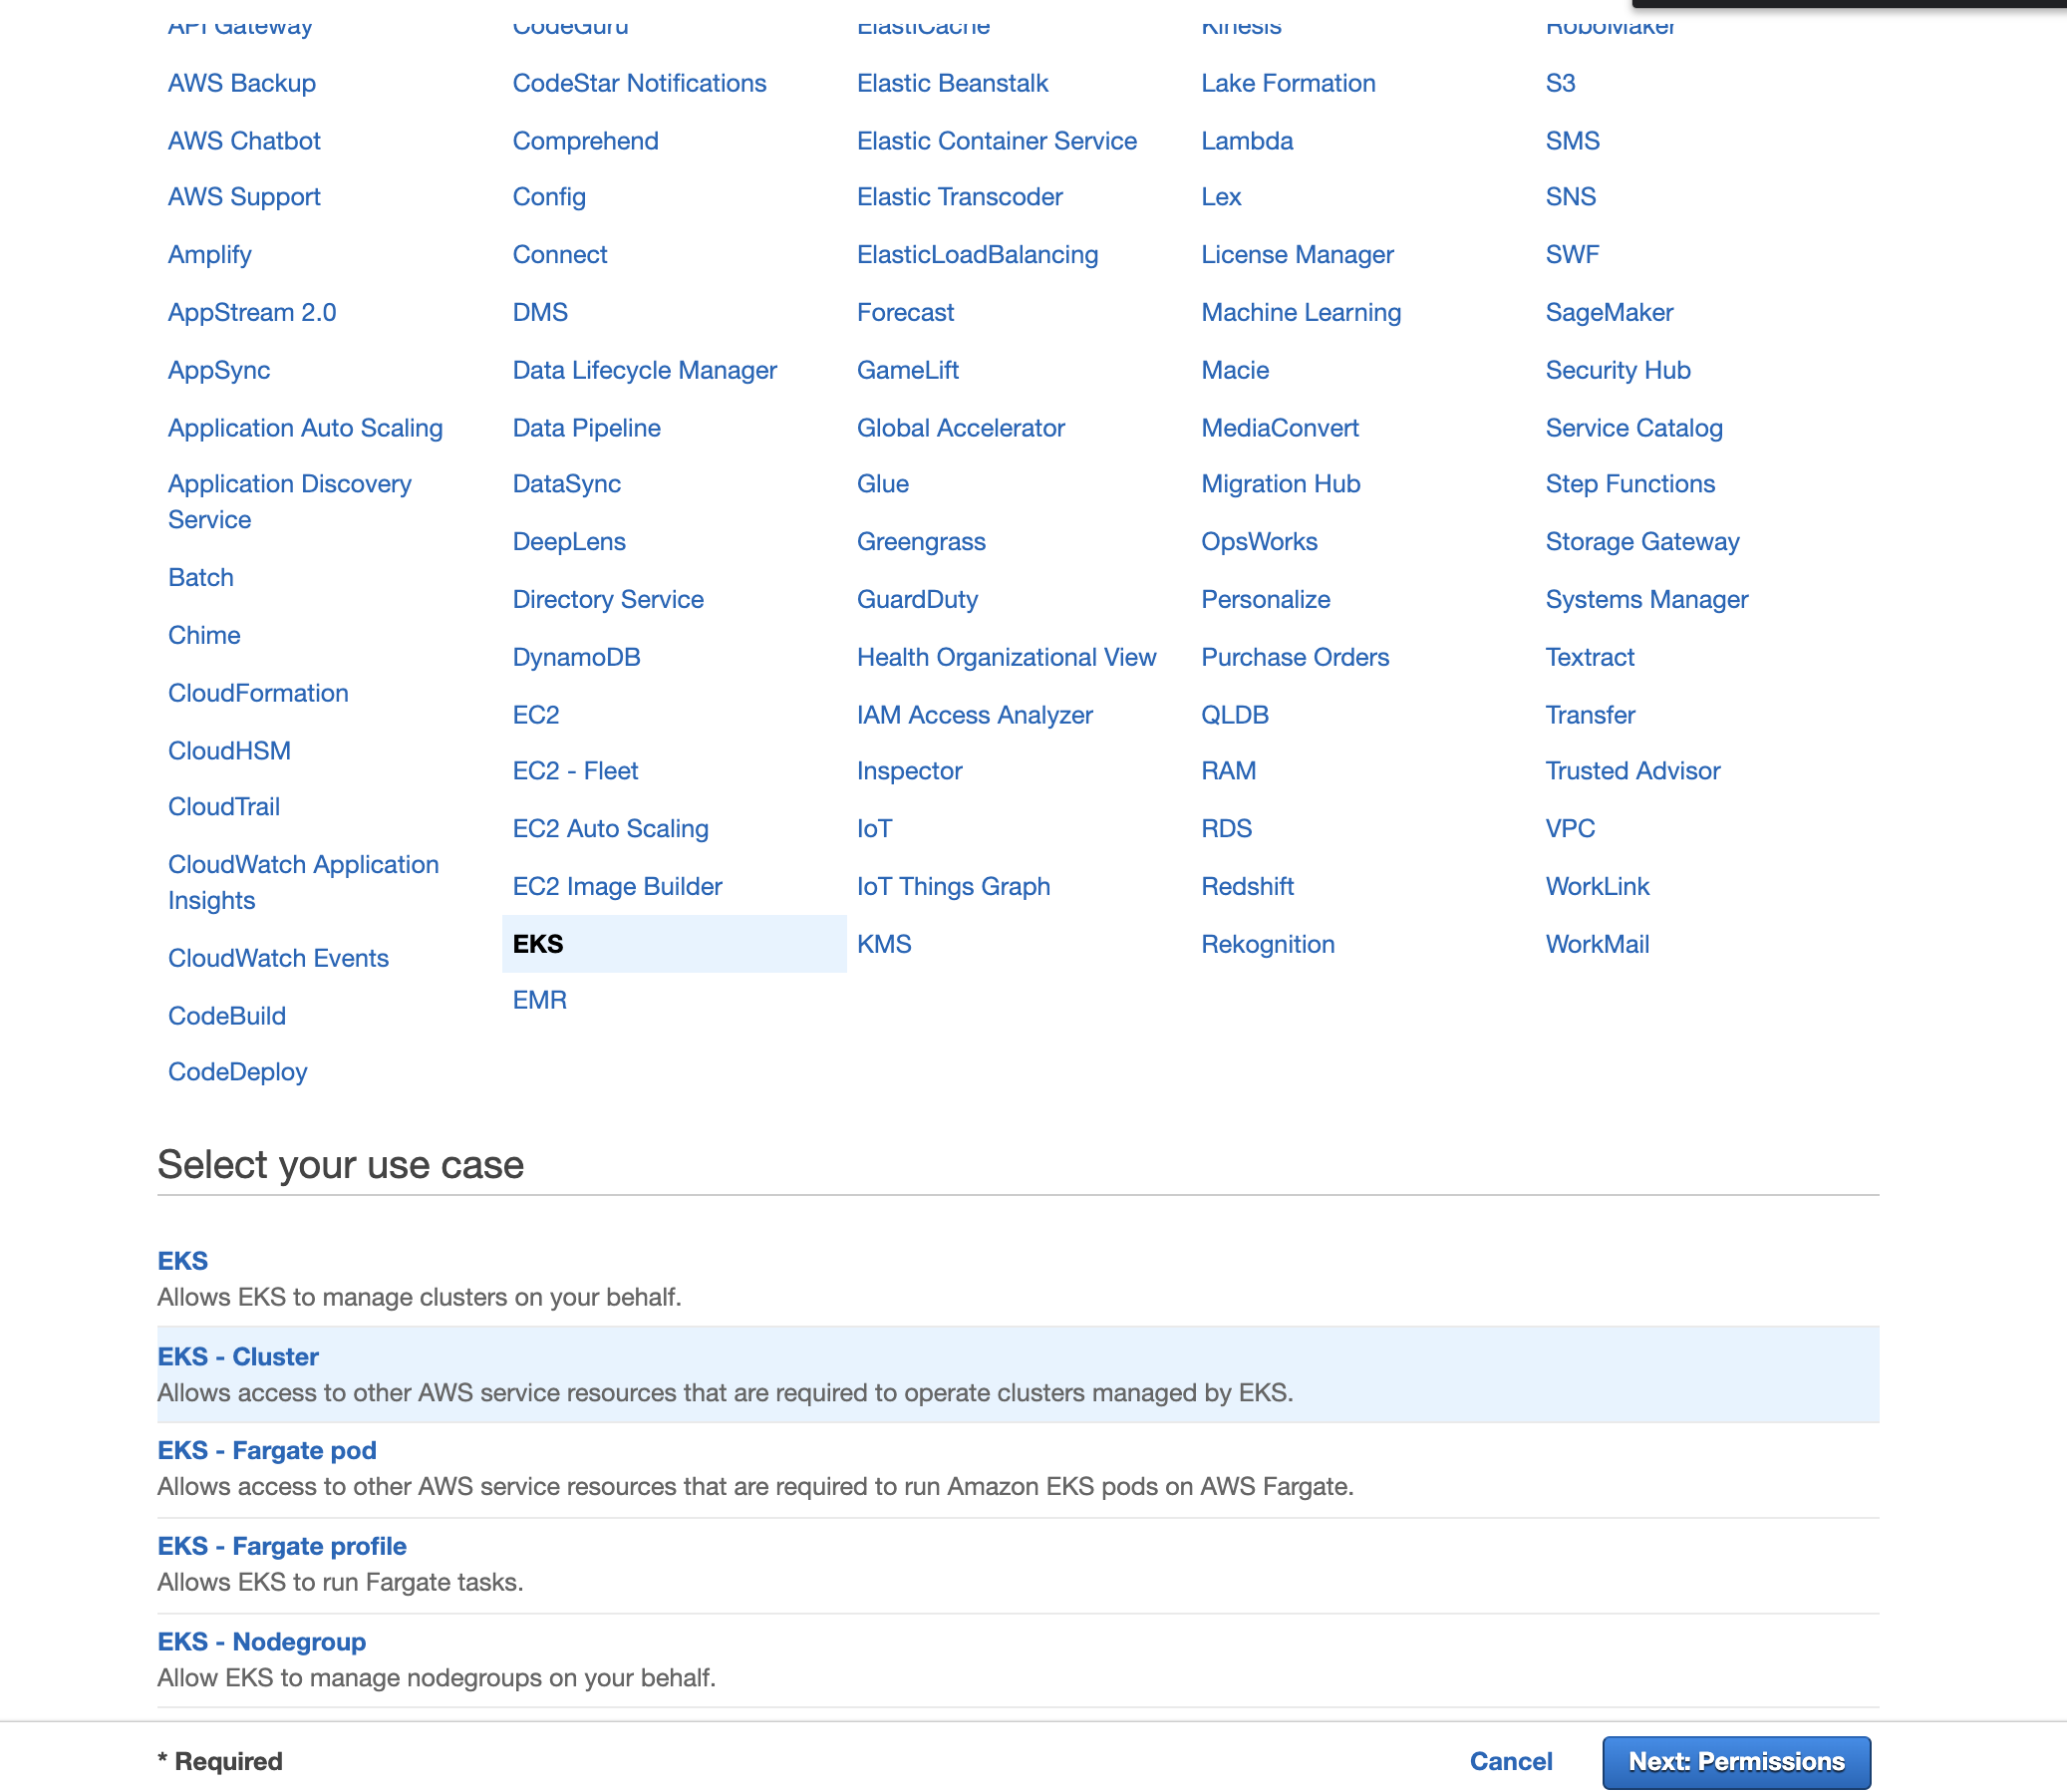 API Gateway
AWS Backup
AWS Chatbot
AWS Support
Amplify
AppStream 2.0
AppSync
Application Auto Scaling
Application Discovery
Service
Batch
Chime
CloudFormation
CloudHSM
CloudTrail
CloudWatch Application
Insights
CloudWatch Events
CodeBuild
CodeDeploy
CodeGuru
CodeStar Notifications
Comprehend
Config
Connect
DMS
Data Lifecycle Manager
Data Pipeline
DataSync
DeepLens
Directory Service
DynamoDB
EC2
EC2 - Fleet
EC2 Auto Scaling
EC2 Image Builder
EKS
EMR
ElastiCache
Elastic Beanstalk
Elastic Container Service
Elastic Transcoder
ElasticLoadBalancing
Forecast
GameLift
Global Accelerator
Glue
Greengrass
GuardDuty
Health Organizational View
IAM Access Analyzer
Inspector
IoT
IoT Things Graph
KMS
Kinesis
Lake Formation
Lambda
Lex
License Manager
Machine Learning
Macie
MediaConvert
Migration Hub
OpsWorks
Personalize
Purchase Orders
QLDB
RAM
RDS
Redshift
Rekognition
RoboMaker
S3
SMS
SNS
SWF
SageMaker
Security Hub
Service Catalog
Step Functions
Storage Gateway
Systems Manager
Textract
Transfer
Trusted Advisor
VPC
WorkLink
WorkMail
Select your use case
EKS
Allows EKS to manage clusters on your behalf.
EKS - Cluster
Allows access to other AWS service resources that are required to operate clusters managed by EKS.
EKS - Fargate pod
Allows access to other AWS service resources that are required to run Amazon EKS pods on AWS Fargate.
EKS - Fargate profile
Allows EKS to run Fargate tasks.
EKS - Nodegroup
Allow EKS to manage nodegroups on your behalf.
* Required
Cancel
Next: Permissions